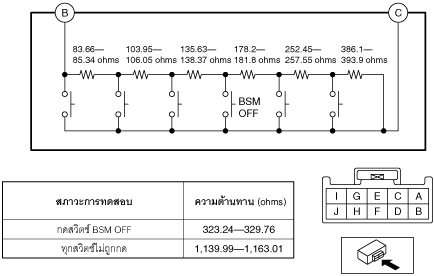 B C
83.66— 103.95— 135.63— 178.2— 252.45— 386.1—
85.34 ohms 106.05 ohms 138.37 ohms 181.8 ohms 257.55 ohms 393.9 ohms
BSM
OFF
สภาวะการทดสอบ ความต้านทาน (ohms)
กดสวิตช์ BSM OFF 323.24—329.76
ทุกสวิตช์ไม่ถูกกด 1,139.99—1,163.01
I G E C A
J H F D B